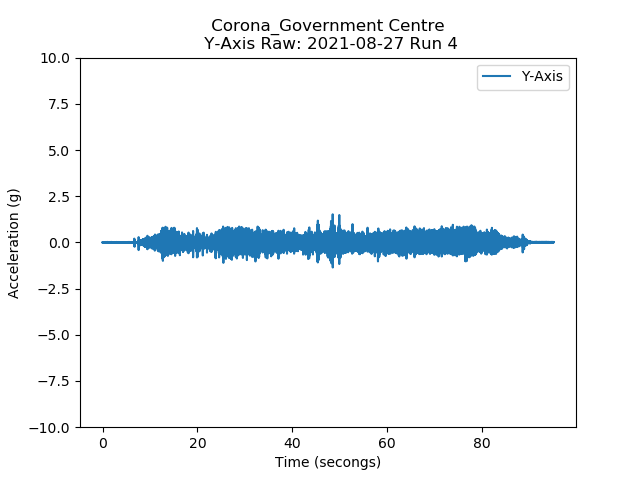 Corona_Government Centre
Y-Axis Raw: 2021-08-27 Run 4
10.0
7.5
5.0
2.5
0.0
−2.5
−5.0
−7.5
−10.0
Acceleration (g)
Y-Axis
0 20 40 60 80
Time (secongs)